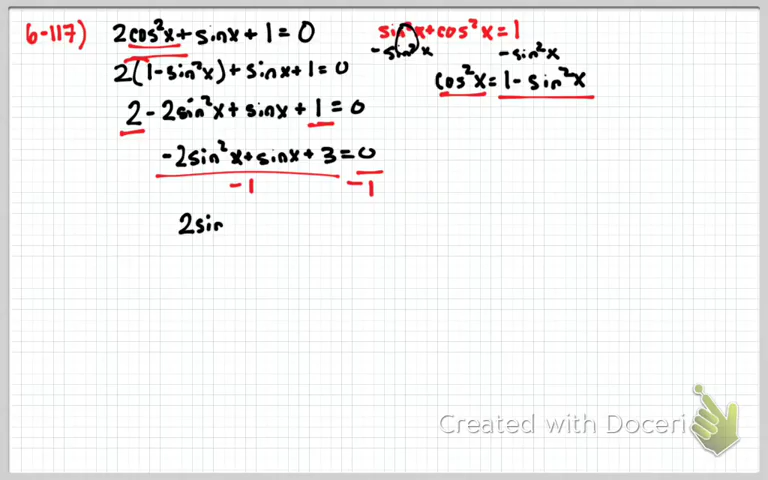 6-117) 2cos²x + sinx + 1 = 0
2(1-sin²x) + sinx + 1 = 0
2 - 2sin²x + sinx + 1 = 0
-2sin²x + sinx + 3 = 0
-1 -1
2sin
sin²x + cos²x = 1
-sin²x -sin²x
cos²x = 1 - sin²x
Created with Doceri